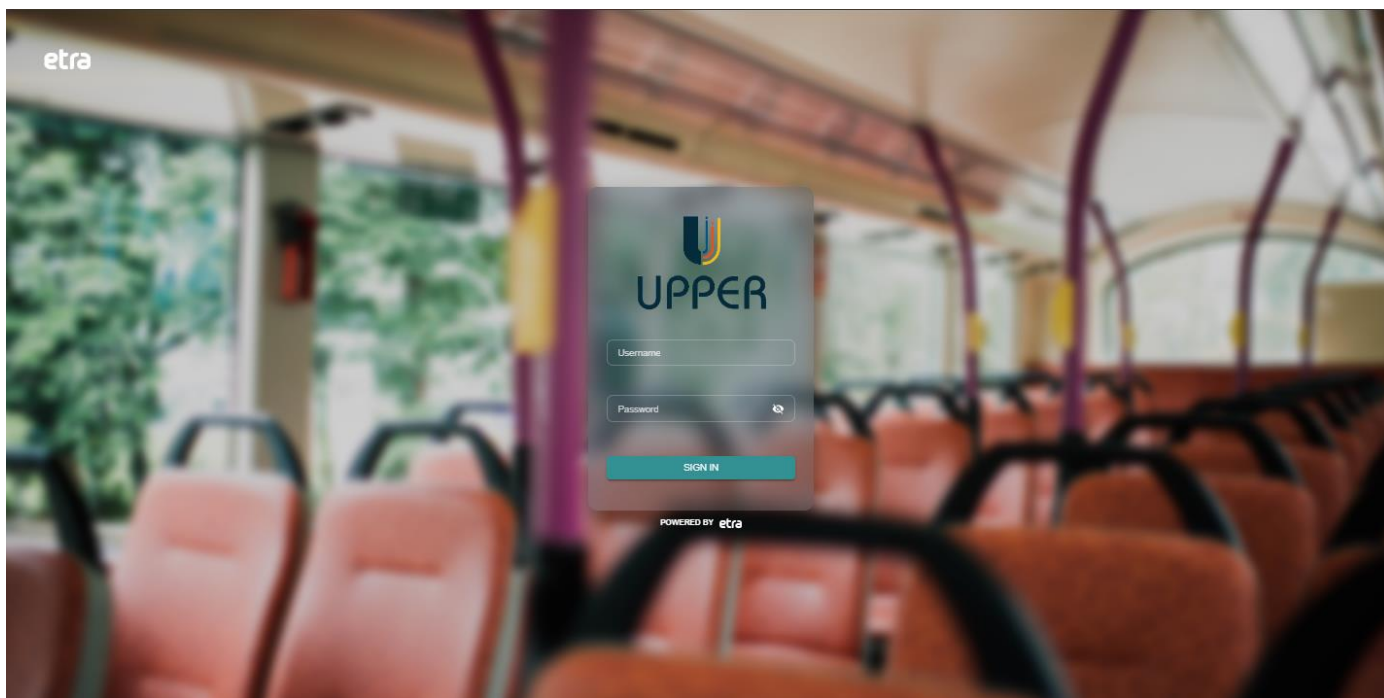 etra
UPPER
Username
Password
SIGN IN
POWERED BY etra